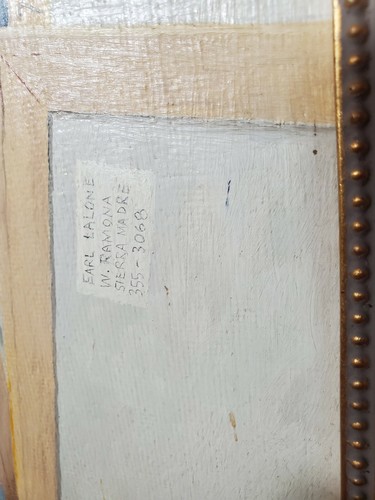 EARL LALONE
W. RAMONA
SIERRA MADRE
355-3068